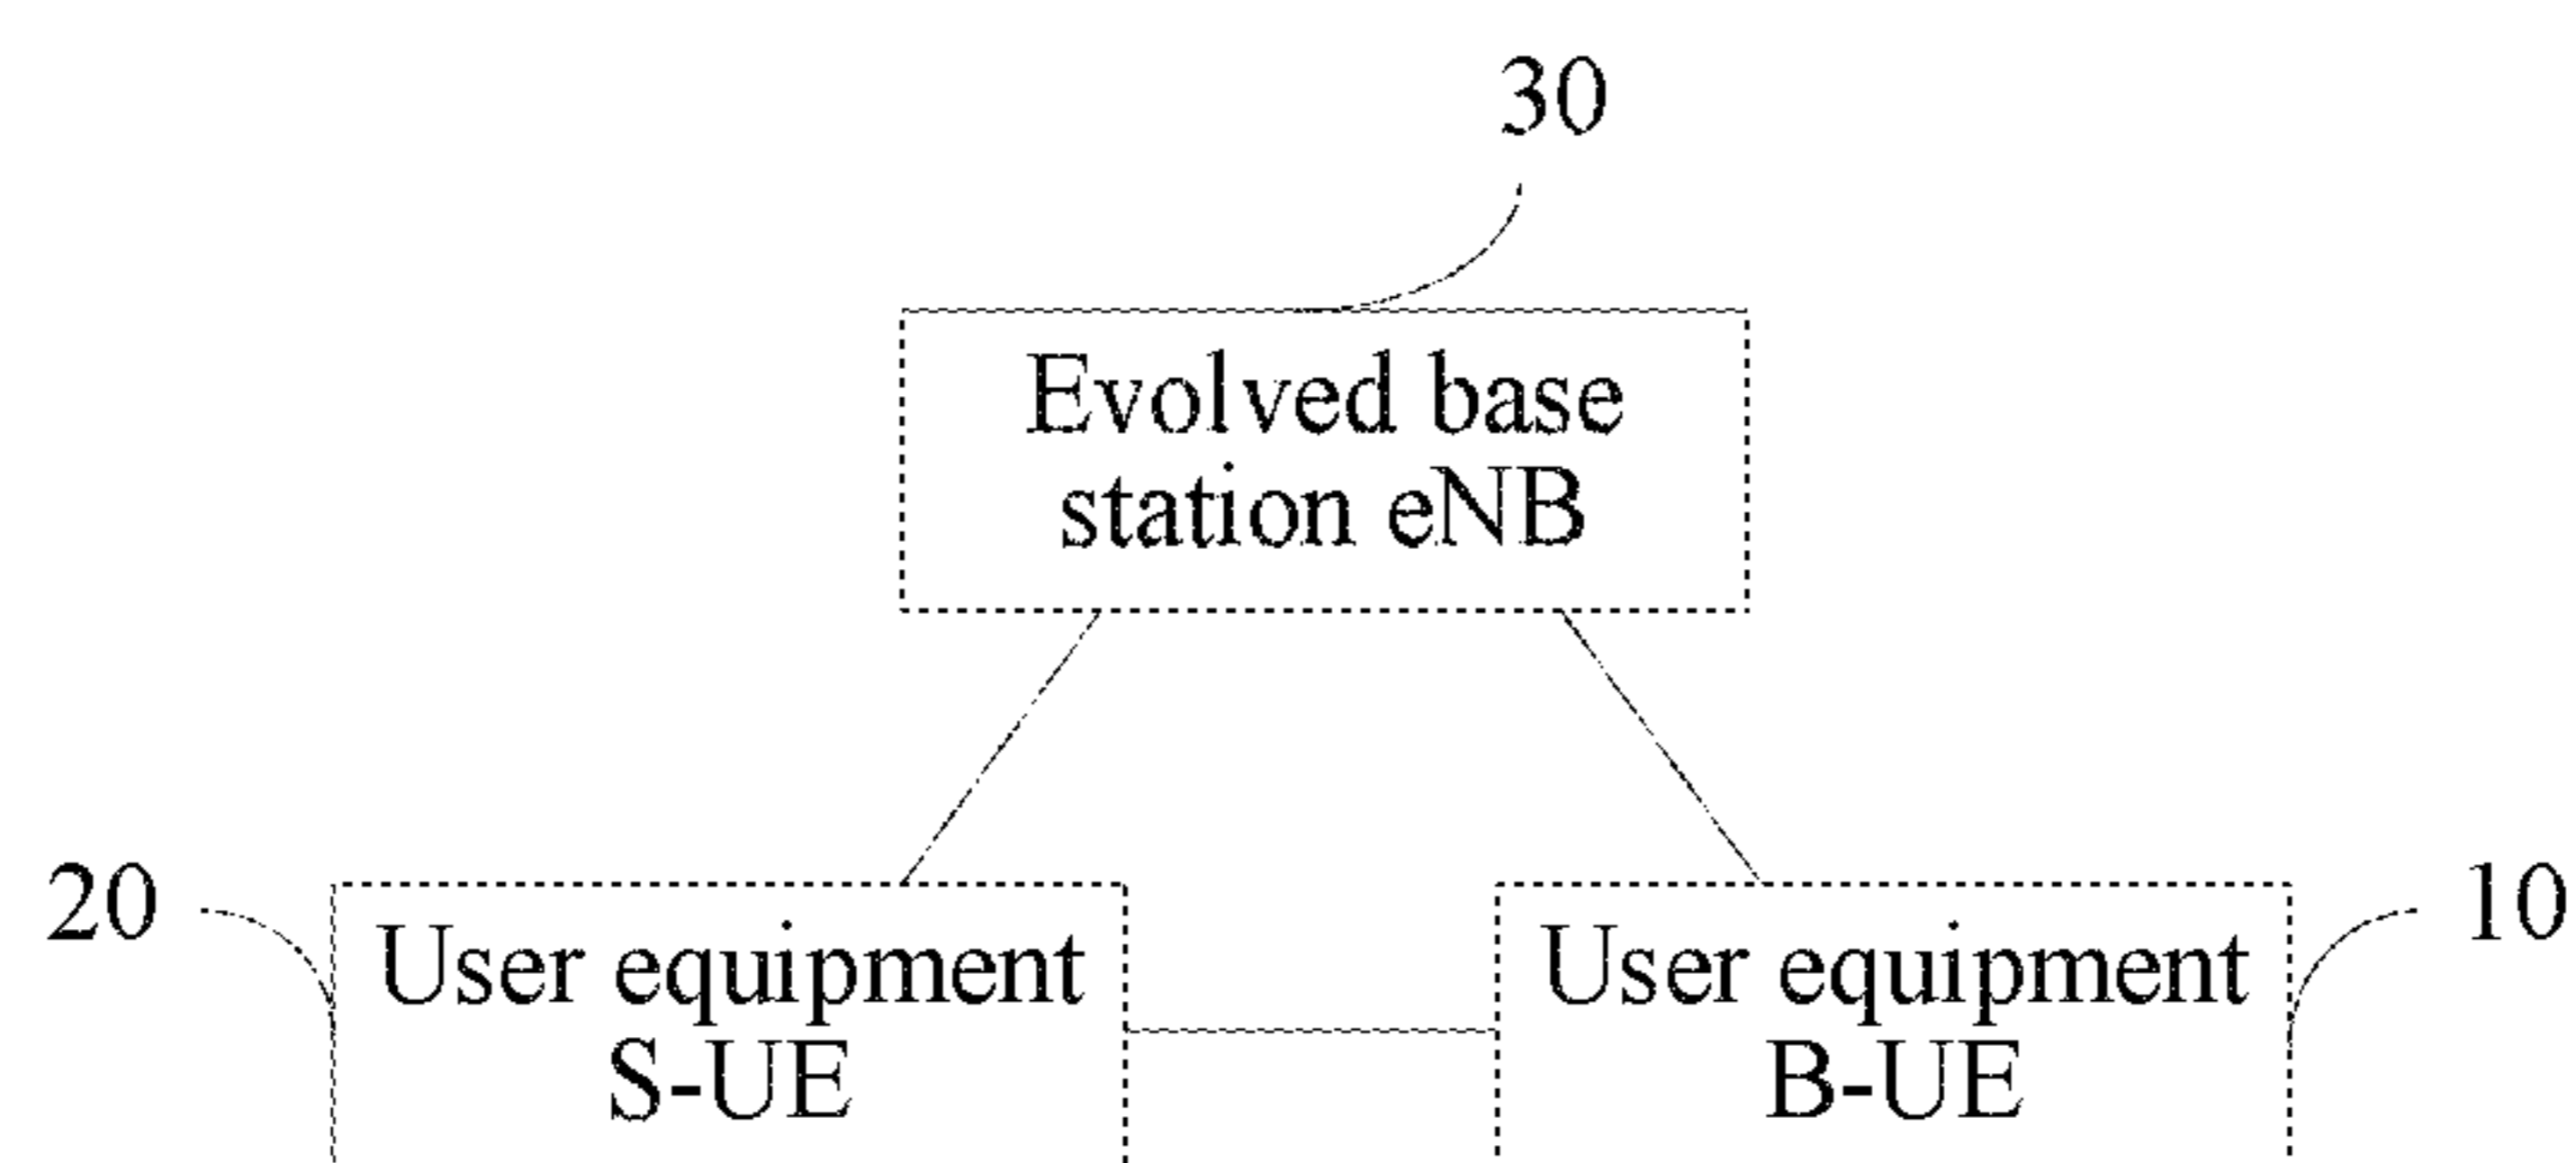 30
Evolved base
station eNB
20
User equipment
S-UE
User equipment
B-UE
10